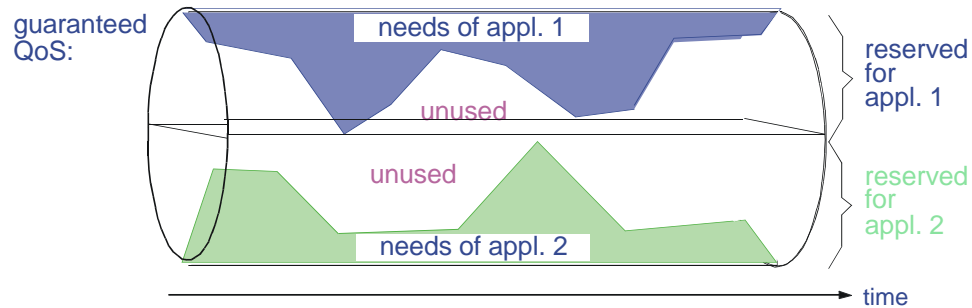 guaranteed
QoS:
needs of appl. 1
reserved
for
appl. 1
unused
unused
reserved
for
appl. 2
needs of appl. 2
time